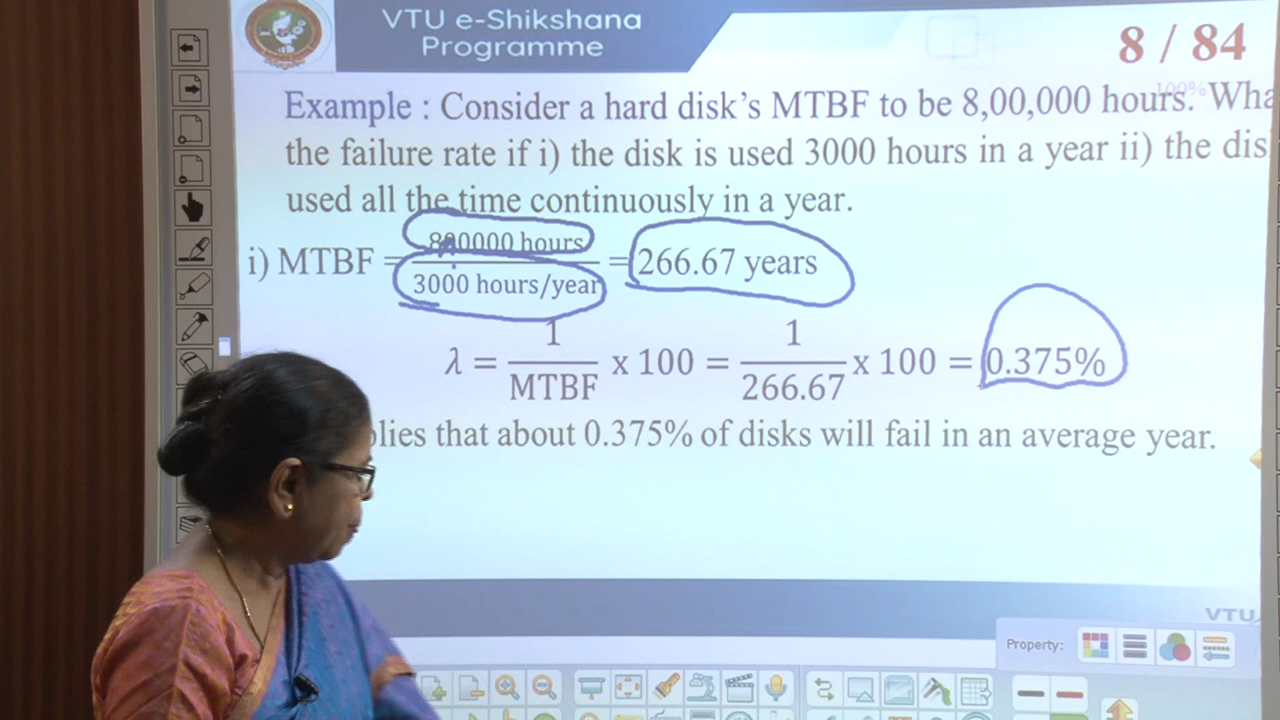 VTU e-Shikshana
Programme
8 / 84
100%
Example : Consider a hard disk's MTBF to be 8,00,000 hours.
the failure rate if i) the disk is used 3000 hours in a year ii) the
used all the time continuously in a year.
i) MTBF = 800000 hours / 3000 hours/year = 266.67 years
λ = 1 / MTBF x 100 = 1 / 266.67 x 100 = 0.375%
that about 0.375% of disks will fail in an average year.
VTU
Property: